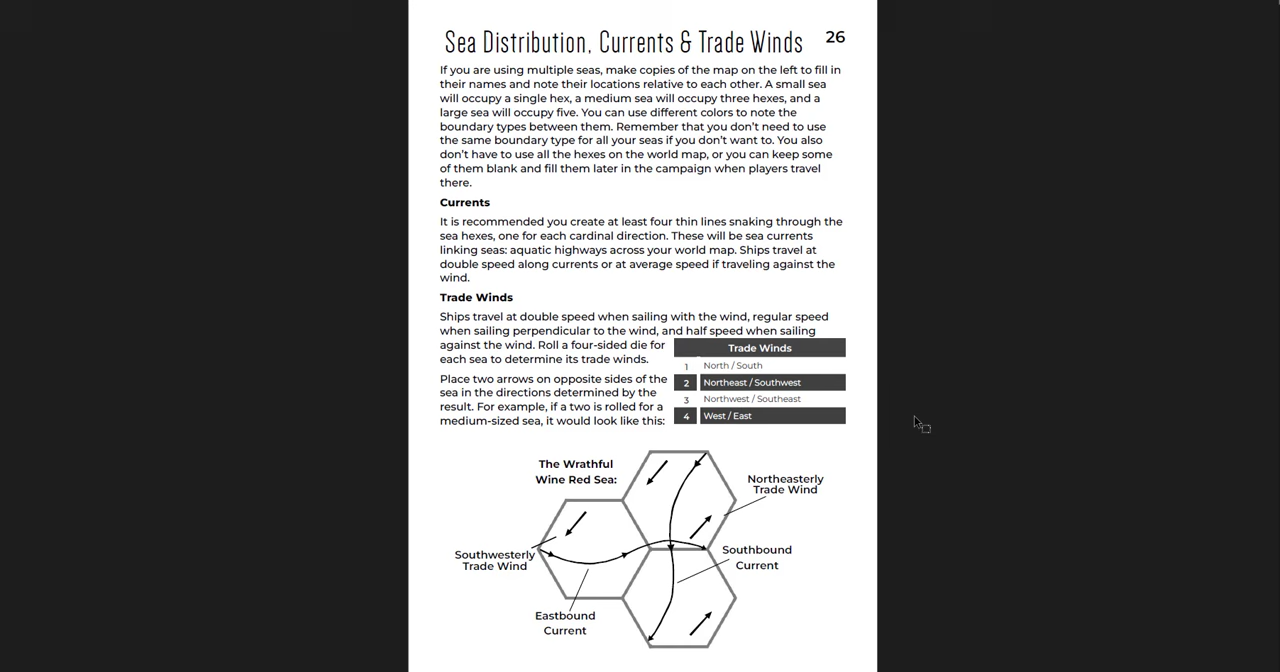 Sea Distribution, Currents & Trade Winds
26
If you are using multiple seas, make copies of the map on the left to fill in
their names and note their locations relative to each other. A small sea
will occupy a single hex, a medium sea will occupy three hexes, and a
large sea will occupy five. You can use different colors to note the
boundary types between them. Remember that you don't need to use
the same boundary type for all your seas if you don't want to. You also
don't have to use all the hexes on the world map, or you can keep some
of them blank and fill them later in the campaign when players travel
there.
Currents
It is recommended you create at least four thin lines snaking through the
sea hexes, one for each cardinal direction. These will be sea currents
linking seas: aquatic highways across your world map. Ships travel at
double speed along currents or at average speed if traveling against the
wind.
Trade Winds
Ships travel at double speed when sailing with the wind, regular speed
when sailing perpendicular to the wind, and half speed when sailing
against the wind. Roll a four-sided die for
each sea to determine its trade winds.
Place two arrows on opposite sides of the
sea in the directions determined by the
result. For example, if a two is rolled for a
medium-sized sea, it would look like this:
Trade Winds
1 North / South
2 Northeast / Southwest
3 Northwest / Southeast
4 West / East
The Wrathful
Wine Red Sea:
Northeasterly
Trade Wind
Southwesterly
Trade Wind
Southbound
Current
Eastbound
Current